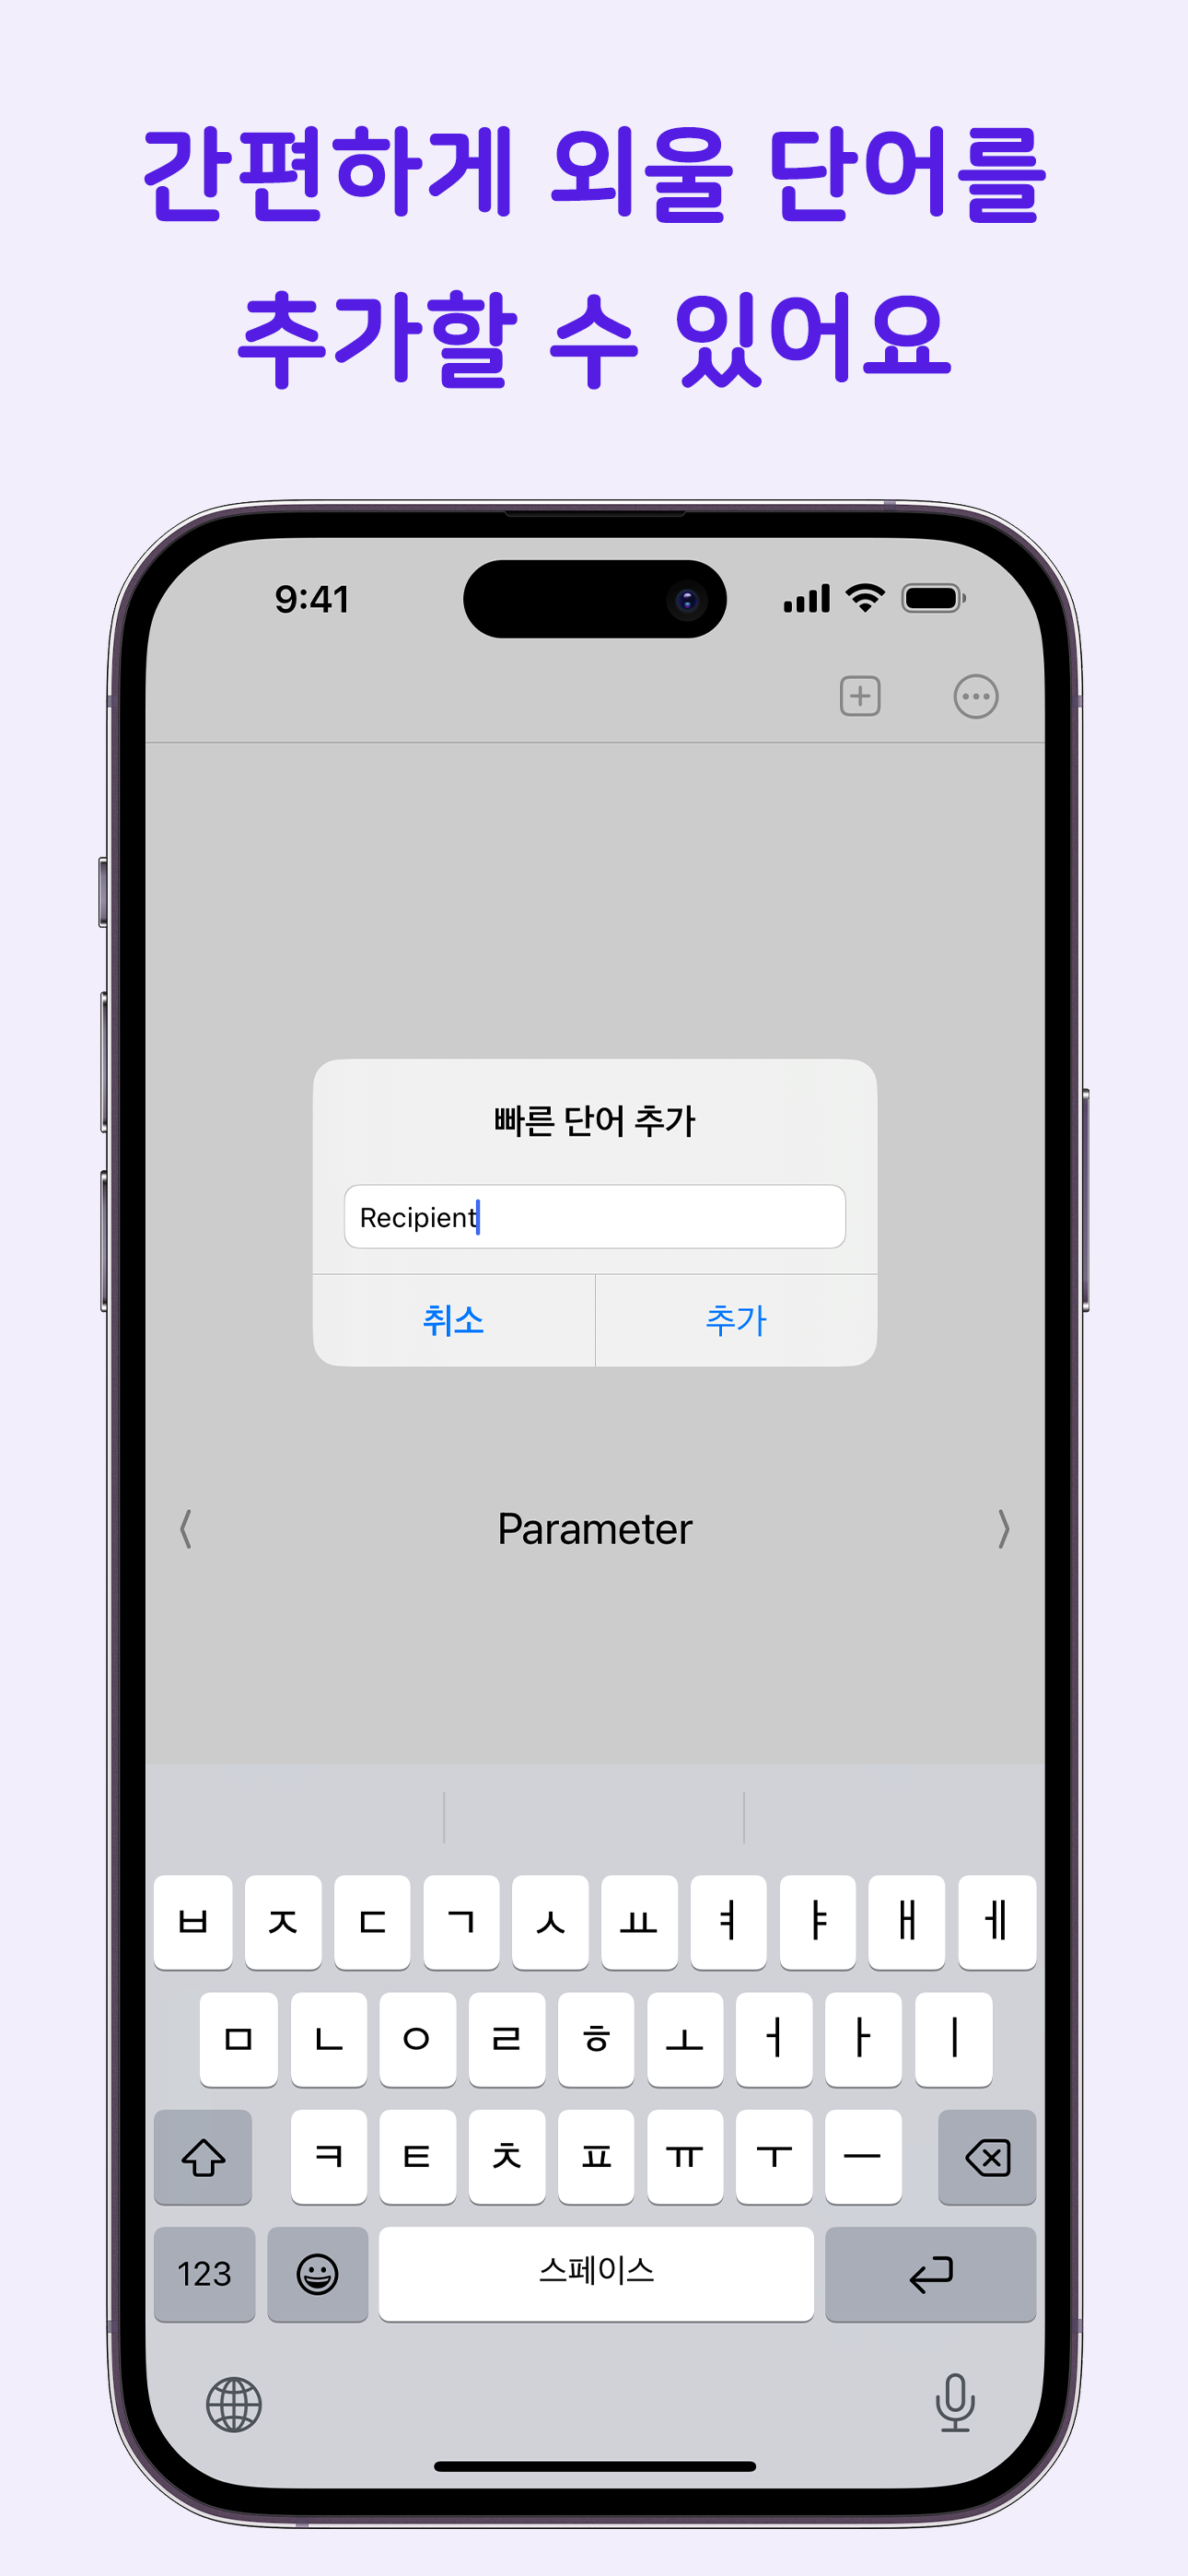 간편하게 외울 단어를
추가할 수 있어요
9:41
빠른 단어 추가
Recipient
취소 추가
Parameter
ㅂ ㅈ ㄷ ㄱ ㅅ ㅛ ㅕ ㅑ ㅐ ㅔ
ㅁ ㄴ ㅇ ㄹ ㅎ ㅗ ㅓ ㅏ ㅣ
ㅋ ㅌ ㅊ ㅍ ㅠ ㅜ ㅡ
123 스페이스